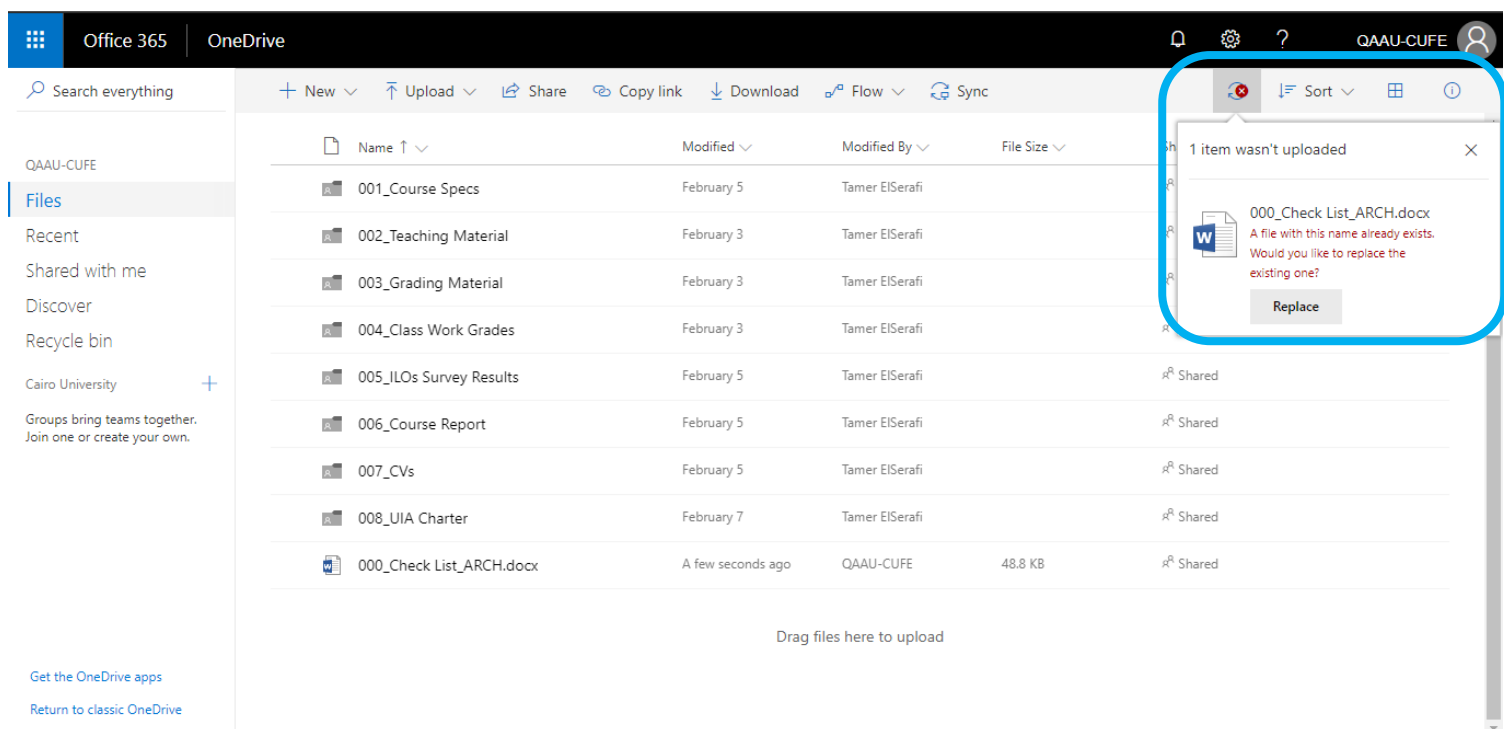 Office 365
OneDrive
QAAU-CUFE
Search everything
New
Upload
Share
Copy link
Download
Flow
Sync
Sort
QAAU-CUFE
Files
Recent
Shared with me
Discover
Recycle bin
Cairo University
Groups bring teams together.
Join one or create your own.
Get the OneDrive apps
Return to classic OneDrive
Name ↑ Modified Modified By File Size Sh
001_Course Specs February 5 Tamer ElSerafi
002_Teaching Material February 3 Tamer ElSerafi
003_Grading Material February 3 Tamer ElSerafi
004_Class Work Grades February 3 Tamer ElSerafi
005_ILOs Survey Results February 5 Tamer ElSerafi Shared
006_Course Report February 5 Tamer ElSerafi Shared
007_CVs February 5 Tamer ElSerafi Shared
008_UIA Charter February 7 Tamer ElSerafi Shared
000_Check List_ARCH.docx A few seconds ago QAAU-CUFE 48.8 KB Shared
Drag files here to upload
1 item wasn't uploaded
000_Check List_ARCH.docx
A file with this name already exists.
Would you like to replace the
existing one?
Replace